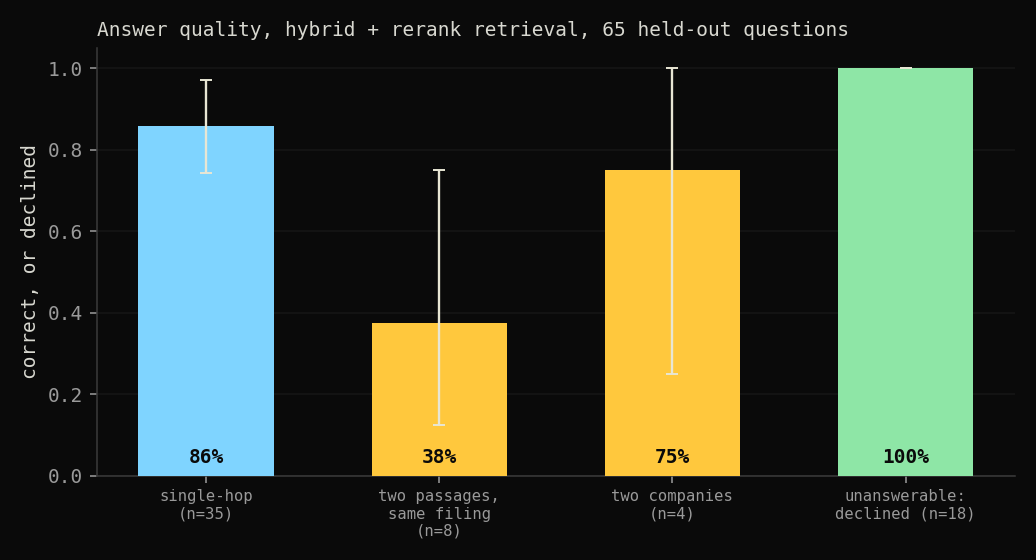 Answer quality, hybrid + rerank retrieval, 65 held-out questions
correct, or declined
1.0
0.8
0.6
0.4
0.2
0.0
86%
38%
75%
100%
single-hop
(n=35)
two passages,
same filing
(n=8)
two companies
(n=4)
unanswerable:
declined (n=18)